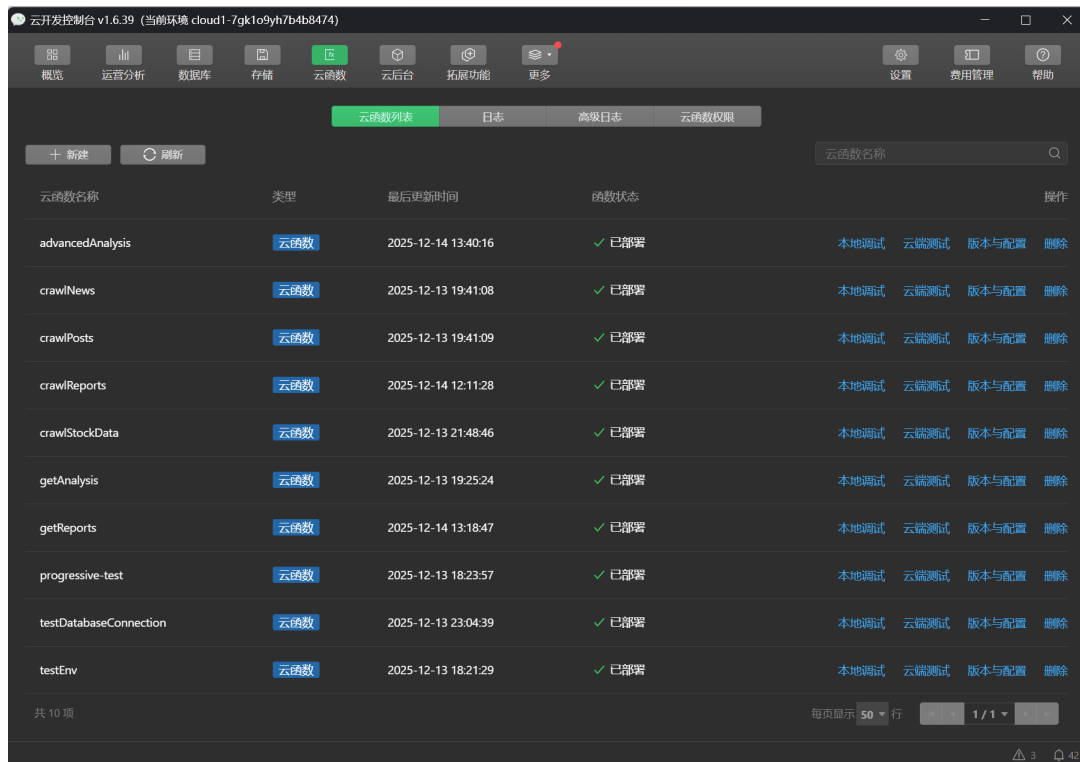 云开发控制台 v1.6.39 (当前环境 cloud1-7gk1o9yh7b4b8474)
概览 运营分析 数据库 存储 云函数 云后台 拓展功能 更多 设置 费用管理 帮助
云函数列表 日志 高级日志 云函数权限
新建 刷新 云函数名称
云函数名称 类型 最后更新时间 函数状态 操作
advancedAnalysis 云函数 2025-12-14 13:40:16 已部署 本地调试 云端测试 版本与配置 删除
crawlNews 云函数 2025-12-13 19:41:08 已部署 本地调试 云端测试 版本与配置 删除
crawlPosts 云函数 2025-12-13 19:41:09 已部署 本地调试 云端测试 版本与配置 删除
crawlReports 云函数 2025-12-14 12:11:28 已部署 本地调试 云端测试 版本与配置 删除
crawlStockData 云函数 2025-12-13 21:48:46 已部署 本地调试 云端测试 版本与配置 删除
getAnalysis 云函数 2025-12-13 19:25:24 已部署 本地调试 云端测试 版本与配置 删除
getReports 云函数 2025-12-14 13:18:47 已部署 本地调试 云端测试 版本与配置 删除
progressive-test 云函数 2025-12-13 18:23:57 已部署 本地调试 云端测试 版本与配置 删除
testDatabaseConnection 云函数 2025-12-13 23:04:39 已部署 本地调试 云端测试 版本与配置 删除
testEnv 云函数 2025-12-13 18:21:29 已部署 本地调试 云端测试 版本与配置 删除
共 10 项 每页显示 50 行 1 / 1
3 42